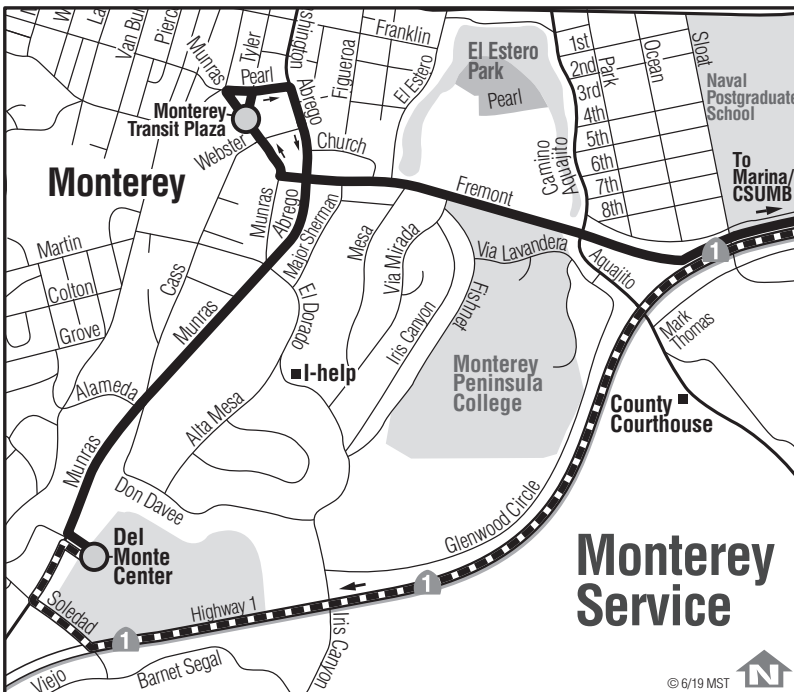 Van Bur
Pierc
Munras
Tyler
shington
Franklin
Pearl
Abrego
Figueroa
El Estero
El Estero
Park
Pearl
1st
2nd
3rd
4th
5th
6th
7th
8th
Park
Ocean
Sloat
Naval
Postgraduate
School
Monterey
Transit Plaza
Webster
Church
Camino
Aguajito
To
Marina/
CSUMB
Monterey
Munras
Abrego
Major Sherman
Fremont
Martin
Colton
Grove
Cass
Munras
Mesa
Via Mirada
Via Lavandera
Aguajito
1
El Dorado
Iris Canyon
Fishnet
Mark
Thomas
I-help
Monterey
Peninsula
College
County
Courthouse
Alameda
Alta Mesa
Munras
Don Davee
Del
Monte
Center
Glenwood Circle
Monterey
Service
Soledad
Highway 1
1
1
Iris Canyon
Viejo
Barnet Segal
© 6/19 MST
N